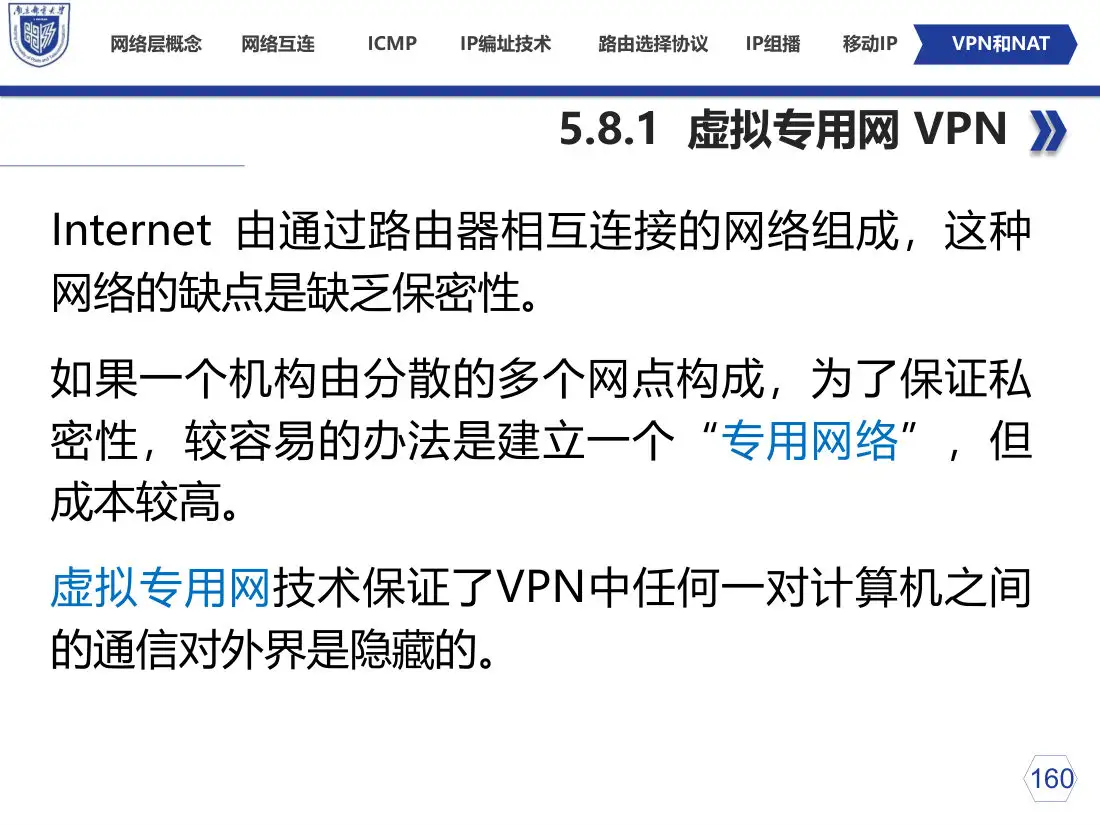 南京邮电大学
网络层概念 网络互连 ICMP IP编址技术 路由选择协议 IP组播 移动IP VPN和NAT
5.8.1 虚拟专用网 VPN
Internet 由通过路由器相互连接的网络组成，这种
网络的缺点是缺乏保密性。
如果一个机构由分散的多个网点构成，为了保证私
密性，较容易的办法是建立一个“专用网络”，但
成本较高。
虚拟专用网技术保证了VPN中任何一对计算机之间
的通信对外界是隐藏的。
160